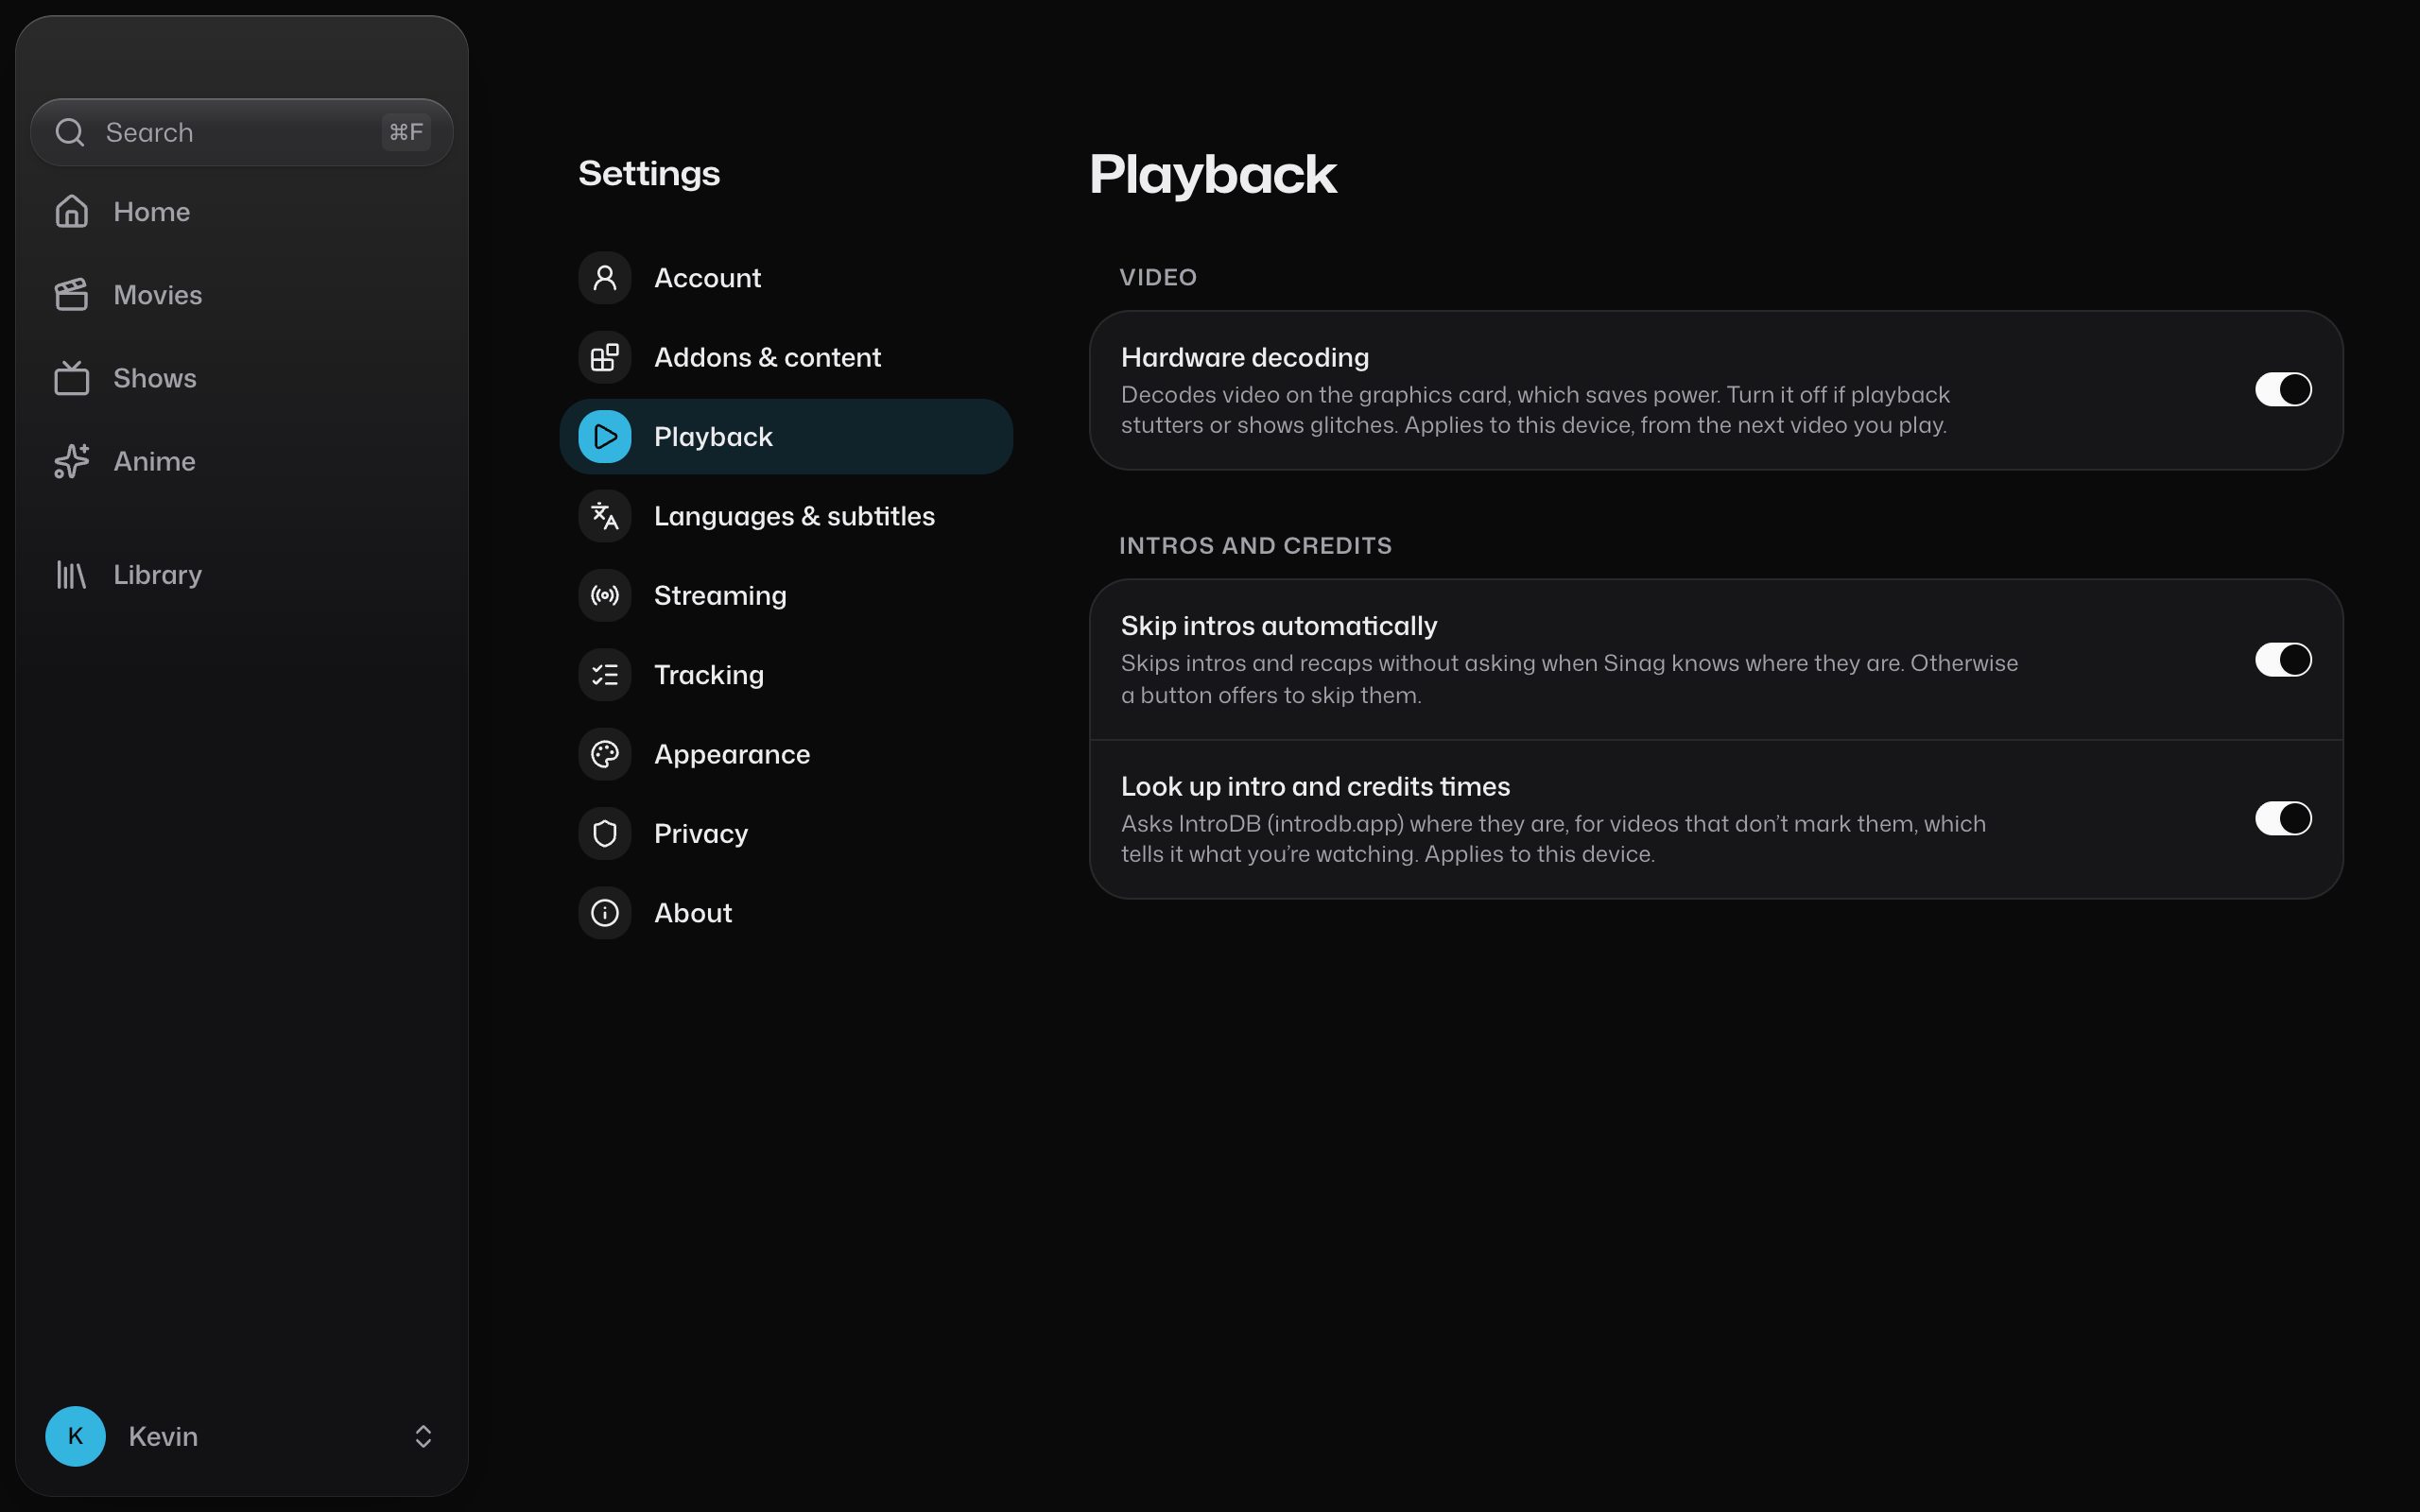 Search ⌘F
Home
Movies
Shows
Anime
Library
K Kevin
Settings
Account
Addons & content
Playback
Languages & subtitles
Streaming
Tracking
Appearance
Privacy
About
Playback
VIDEO
Hardware decoding
Decodes video on the graphics card, which saves power. Turn it off if playback
stutters or shows glitches. Applies to this device, from the next video you play.
INTROS AND CREDITS
Skip intros automatically
Skips intros and recaps without asking when Sinag knows where they are. Otherwise
a button offers to skip them.
Look up intro and credits times
Asks IntroDB (introdb.app) where they are, for videos that don’t mark them, which
tells it what you’re watching. Applies to this device.